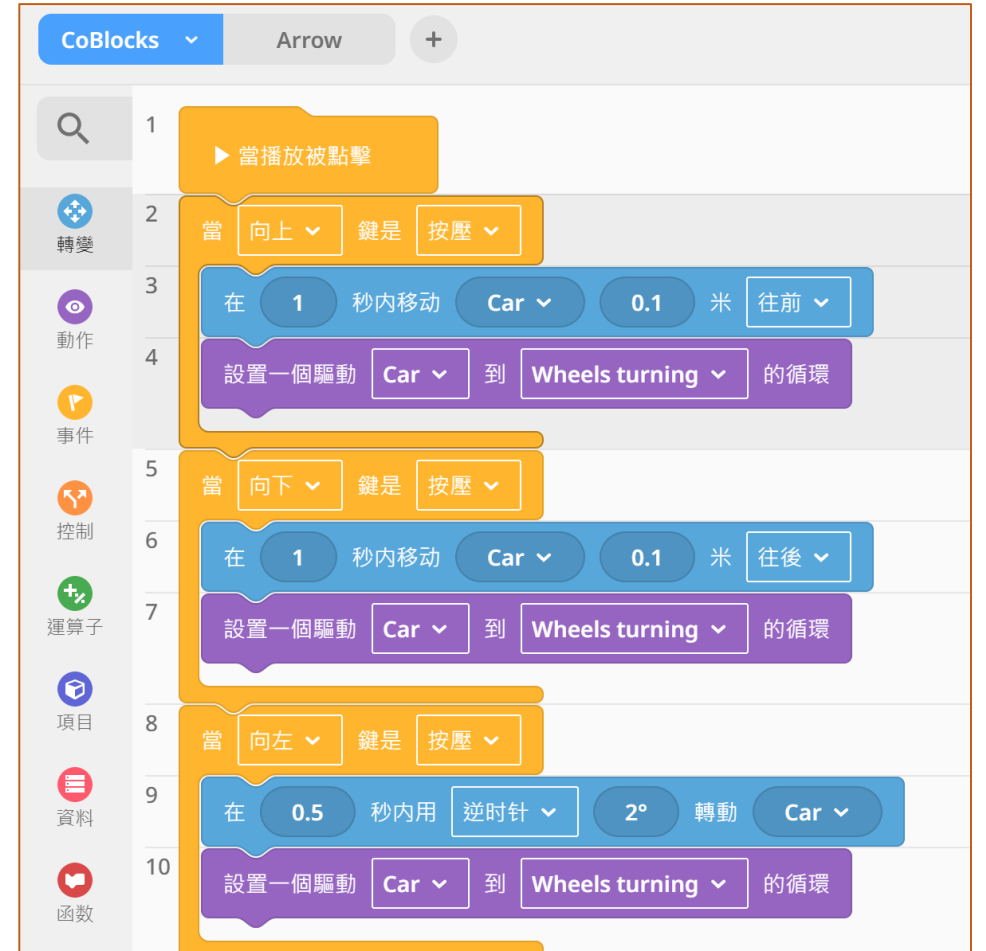 CoBlocks Arrow +
1 當播放被點擊
轉變
2 當 向上 鍵是 按壓
3 在 1 秒内移动 Car 0.1 米 往前
動作
4 設置一個驅動 Car 到 Wheels turning 的循環
事件
5 當 向下 鍵是 按壓
控制
6 在 1 秒内移动 Car 0.1 米 往後
運算子
7 設置一個驅動 Car 到 Wheels turning 的循環
項目
8 當 向左 鍵是 按壓
資料
9 在 0.5 秒内用 逆时针 2° 轉動 Car
函数
10 設置一個驅動 Car 到 Wheels turning 的循環